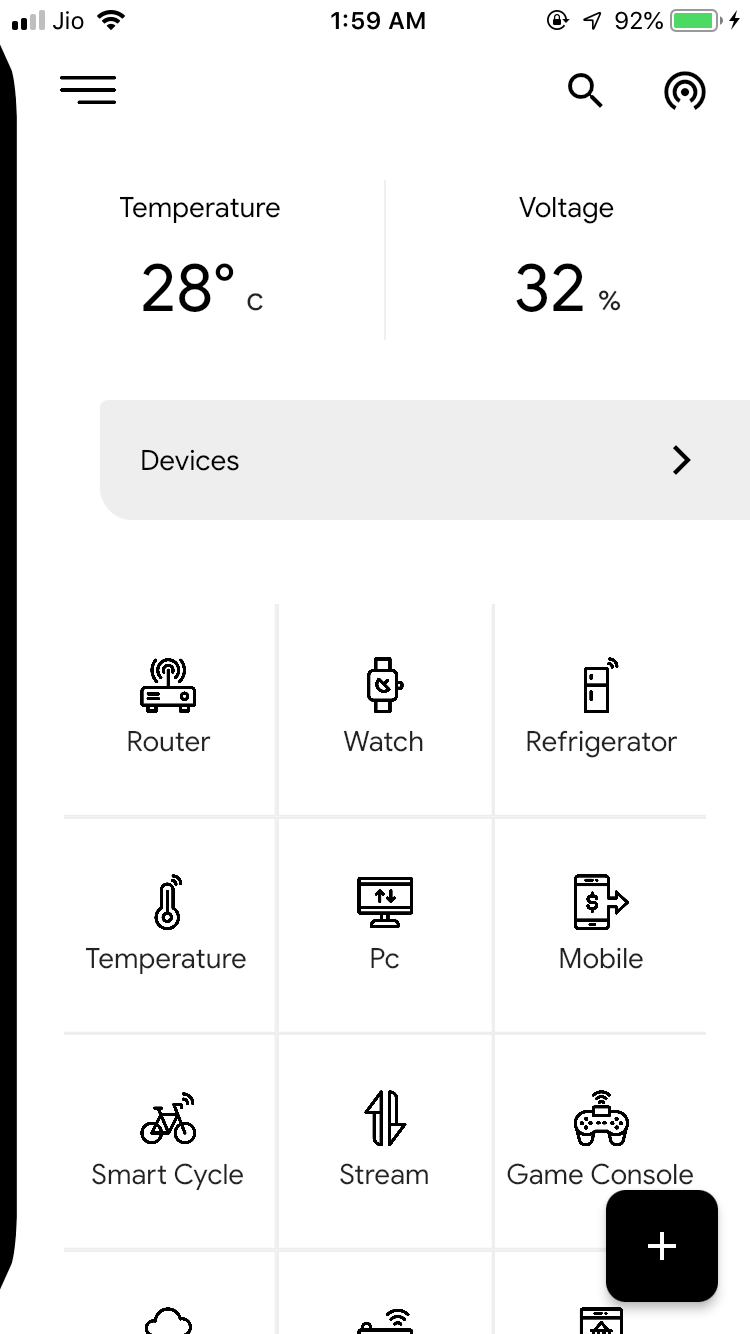 Jio 1:59 AM 92%
Temperature Voltage
28° C 32 %
Devices
Router Watch Refrigerator
Temperature Pc Mobile
Smart Cycle Stream Game Console